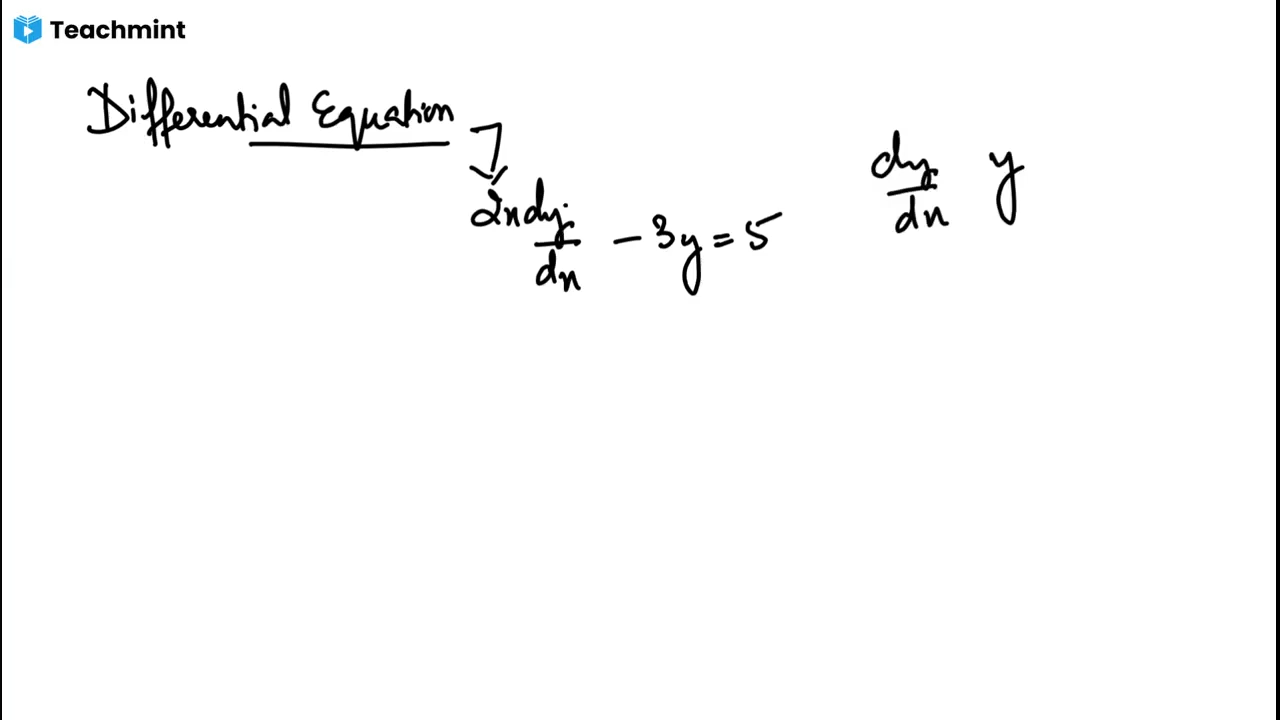 Teachmint
Differential Equation
2x dy/dx - 3y = 5
dy/dx y